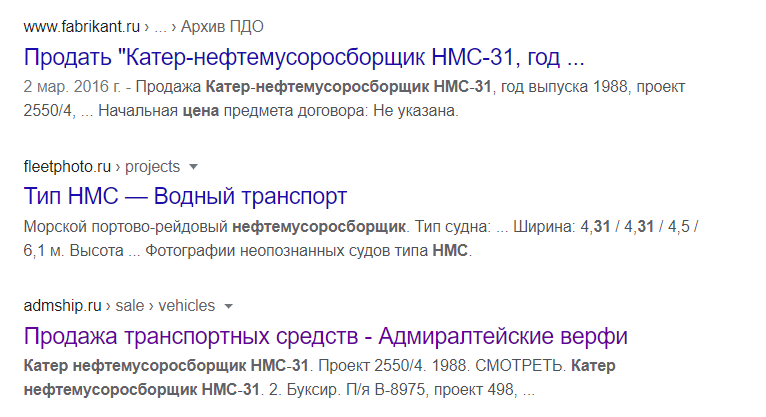 www.fabrikant.ru › ... › Архив ПДО
Продать "Катер-нефтемусоросборщик НМС-31, год ...
2 мар. 2016 г. - Продажа Катер-нефтемусоросборщик НМС-31, год выпуска 1988, проект
2550/4, ... Начальная цена предмета договора: Не указана.
fleetphoto.ru › projects
Тип НМС — Водный транспорт
Морской портово-рейдовый нефтемусоросборщик. Тип судна: ... Ширина: 4,31 / 4,31 / 4,5 /
6,1 м. Высота ... Фотографии неопознанных судов типа НМС.
admship.ru › sale › vehicles
Продажа транспортных средств - Адмиралтейские верфи
Катер нефтемусоросборщик НМС-31. Проект 2550/4. 1988. СМОТРЕТЬ. Катер
нефтемусоросборщик НМС-31. 2. Буксир. П/я В-8975, проект 498, ...